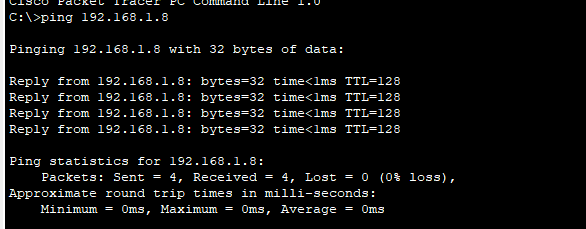 Cisco Packet Tracer PC Command Line 1.0
C:\>ping 192.168.1.8
Pinging 192.168.1.8 with 32 bytes of data:
Reply from 192.168.1.8: bytes=32 time<1ms TTL=128
Reply from 192.168.1.8: bytes=32 time<1ms TTL=128
Reply from 192.168.1.8: bytes=32 time<1ms TTL=128
Reply from 192.168.1.8: bytes=32 time<1ms TTL=128
Ping statistics for 192.168.1.8:
Packets: Sent = 4, Received = 4, Lost = 0 (0% loss),
Approximate round trip times in milli-seconds:
Minimum = 0ms, Maximum = 0ms, Average = 0ms